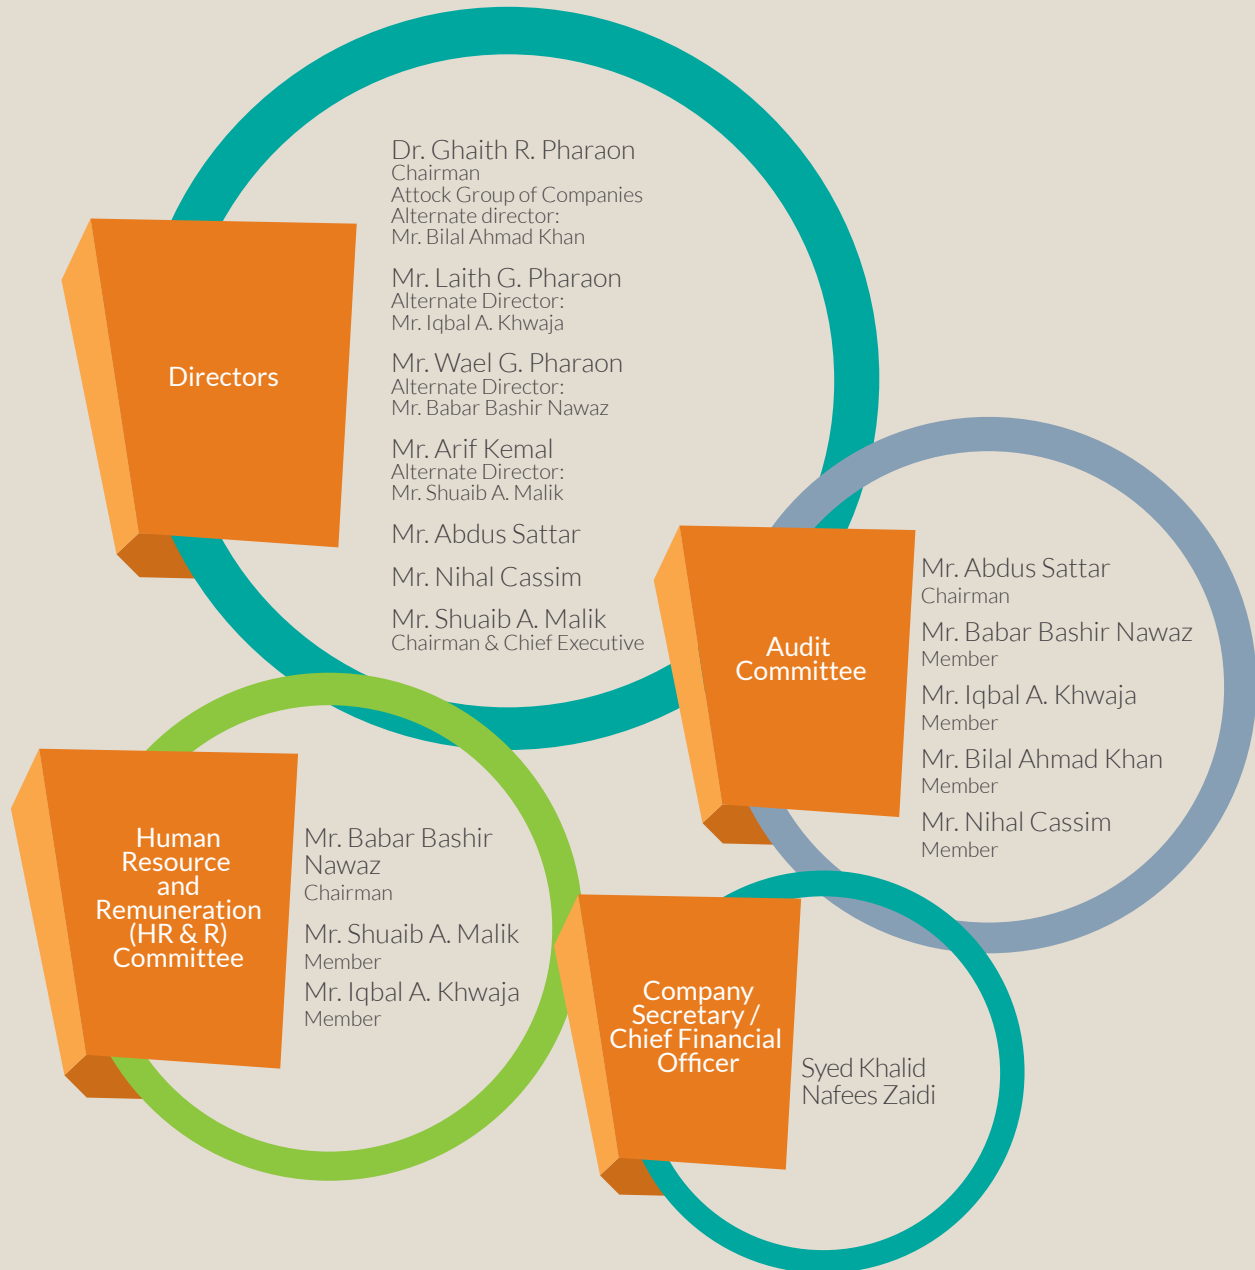 Directors
Dr. Ghaith R. Pharaon
Chairman
Attock Group of Companies
Alternate director:
Mr. Bilal Ahmad Khan
Mr. Laith G. Pharaon
Alternate Director:
Mr. Iqbal A. Khwaja
Mr. Wael G. Pharaon
Alternate Director:
Mr. Babar Bashir Nawaz
Mr. Arif Kemal
Alternate Director:
Mr. Shuaib A. Malik
Mr. Abdus Sattar
Mr. Nihal Cassim
Mr. Shuaib A. Malik
Chairman & Chief Executive
Audit
Committee
Mr. Abdus Sattar
Chairman
Mr. Babar Bashir Nawaz
Member
Mr. Iqbal A. Khwaja
Member
Mr. Bilal Ahmad Khan
Member
Mr. Nihal Cassim
Member
Human
Resource
and
Remuneration
(HR & R)
Committee
Mr. Babar Bashir
Nawaz
Chairman
Mr. Shuaib A. Malik
Member
Mr. Iqbal A. Khwaja
Member
Company
Secretary /
Chief Financial
Officer
Syed Khalid
Nafees Zaidi